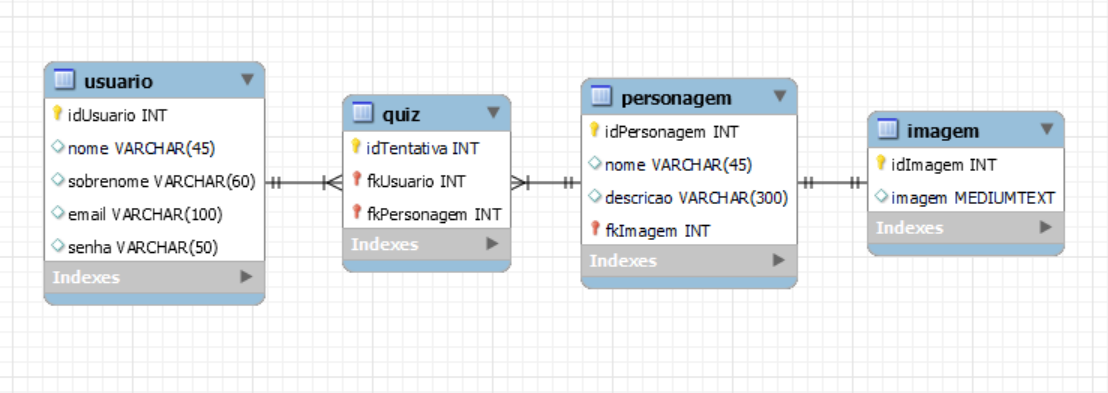 usuario
idUsuario INT
nome VARCHAR(45)
sobrenome VARCHAR(60)
email VARCHAR(100)
senha VARCHAR(50)
Indexes
quiz
idTentativa INT
fkUsuario INT
fkPersonagem INT
Indexes
personagem
idPersonagem INT
nome VARCHAR(45)
descricao VARCHAR(300)
fkImagem INT
Indexes
imagem
idImagem INT
imagem MEDIUMTEXT
Indexes